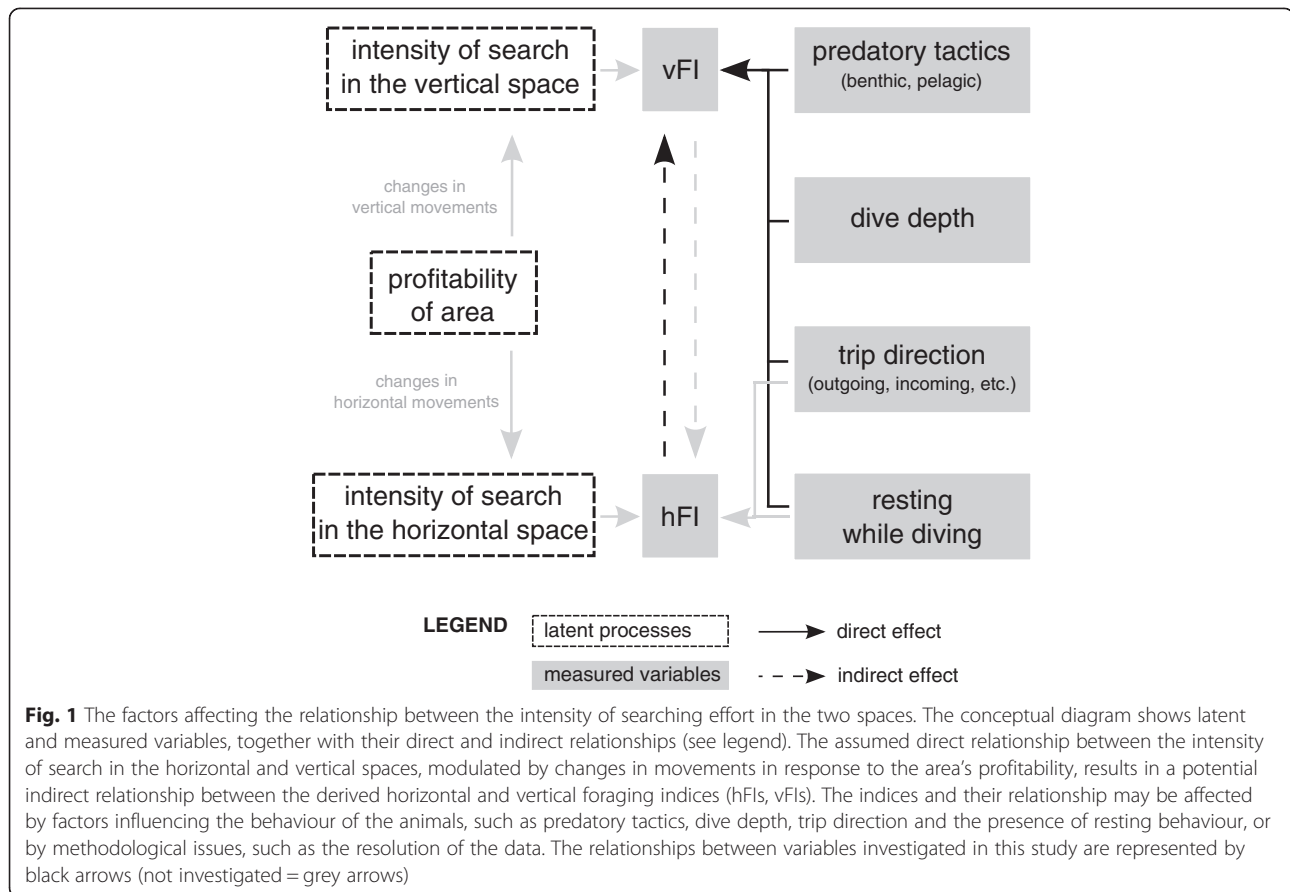 intensity of search
in the vertical space
vFI
predatory tactics
(benthic, pelagic)
changes in
vertical movements
dive depth
profitability
of area
trip direction
(outgoing, incoming, etc.)
changes in
horizontal movements
intensity of search
in the horizontal space
hFI
resting
while diving
LEGEND
latent processes
direct effect
measured variables
indirect effect
Fig. 1 The factors affecting the relationship between the intensity of searching effort in the two spaces. The conceptual diagram shows latent
and measured variables, together with their direct and indirect relationships (see legend). The assumed direct relationship between the intensity
of search in the horizontal and vertical spaces, modulated by changes in movements in response to the area's profitability, results in a potential
indirect relationship between the derived horizontal and vertical foraging indices (hFIs, vFIs). The indices and their relationship may be affected
by factors influencing the behaviour of the animals, such as predatory tactics, dive depth, trip direction and the presence of resting behaviour, or
by methodological issues, such as the resolution of the data. The relationships between variables investigated in this study are represented by
black arrows (not investigated = grey arrows)